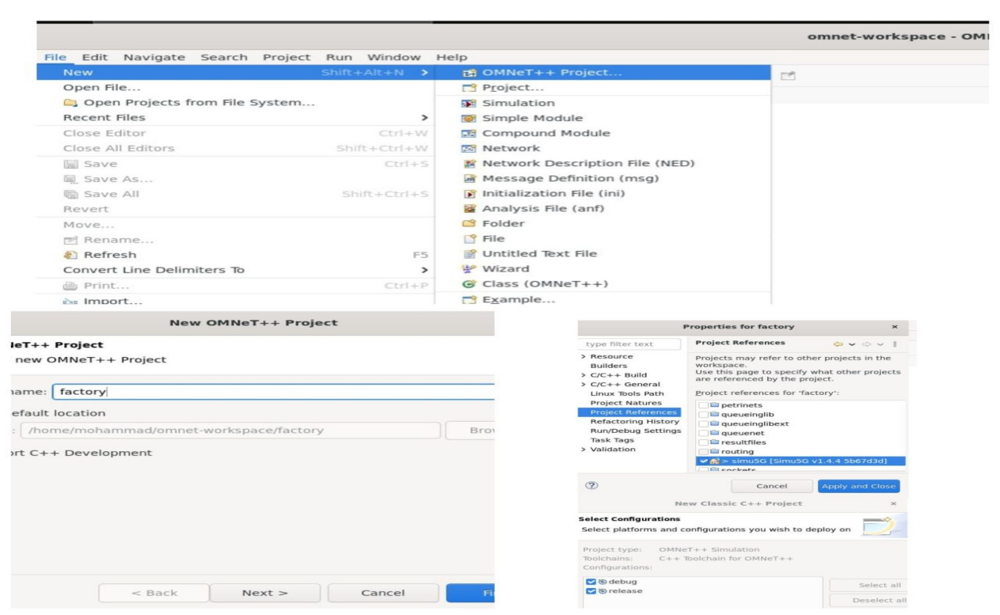 omnet-workspace - OM
File Edit Navigate Search Project Run Window Help
New Shift+Alt+N >
Open File...
Open Projects from File System...
Recent Files >
Close Editor Ctrl+W
Close All Editors Shift+Ctrl+W
Save Ctrl+S
Save As...
Save All Shift+Ctrl+S
Revert
Move...
Rename...
Refresh F5
Convert Line Delimiters To >
Print... Ctrl+P
Import...
OMNeT++ Project...
Project...
Simulation
Simple Module
Compound Module
Network
Network Description File (NED)
Message Definition (msg)
Initialization File (ini)
Analysis File (anf)
Folder
File
Untitled Text File
Wizard
Class (OMNeT++)
Example...
New OMNeT++ Project
eT++ Project
new OMNeT++ Project
name: factory
efault location
: /home/mohammad/omnet-workspace/factory Bro
ort C++ Development
< Back Next > Cancel Fi
Properties for factory ×
type filter text
> Resource
Builders
> C/C++ Build
> C/C++ General
Linux Tools Path
Project Natures
Project References
Refactoring History
Run/Debug Settings
Task Tags
> Validation
Project References
Projects may refer to other projects in the
workspace.
Use this page to specify what other projects
are referenced by the project.
Project references for 'factory':
petrinets
queueinglib
queueinglibext
queuenet
resultfiles
routing
> simu5G [Simu5G v1.4.4 5b67d3d]
sockets
? Cancel Apply and Close
New Classic C++ Project ×
Select Configurations
Select platforms and configurations you wish to deploy on
Project type: OMNeT++ Simulation
Toolchains: C++ Toolchain for OMNeT++
Configurations:
debug
release
Select all
Deselect all